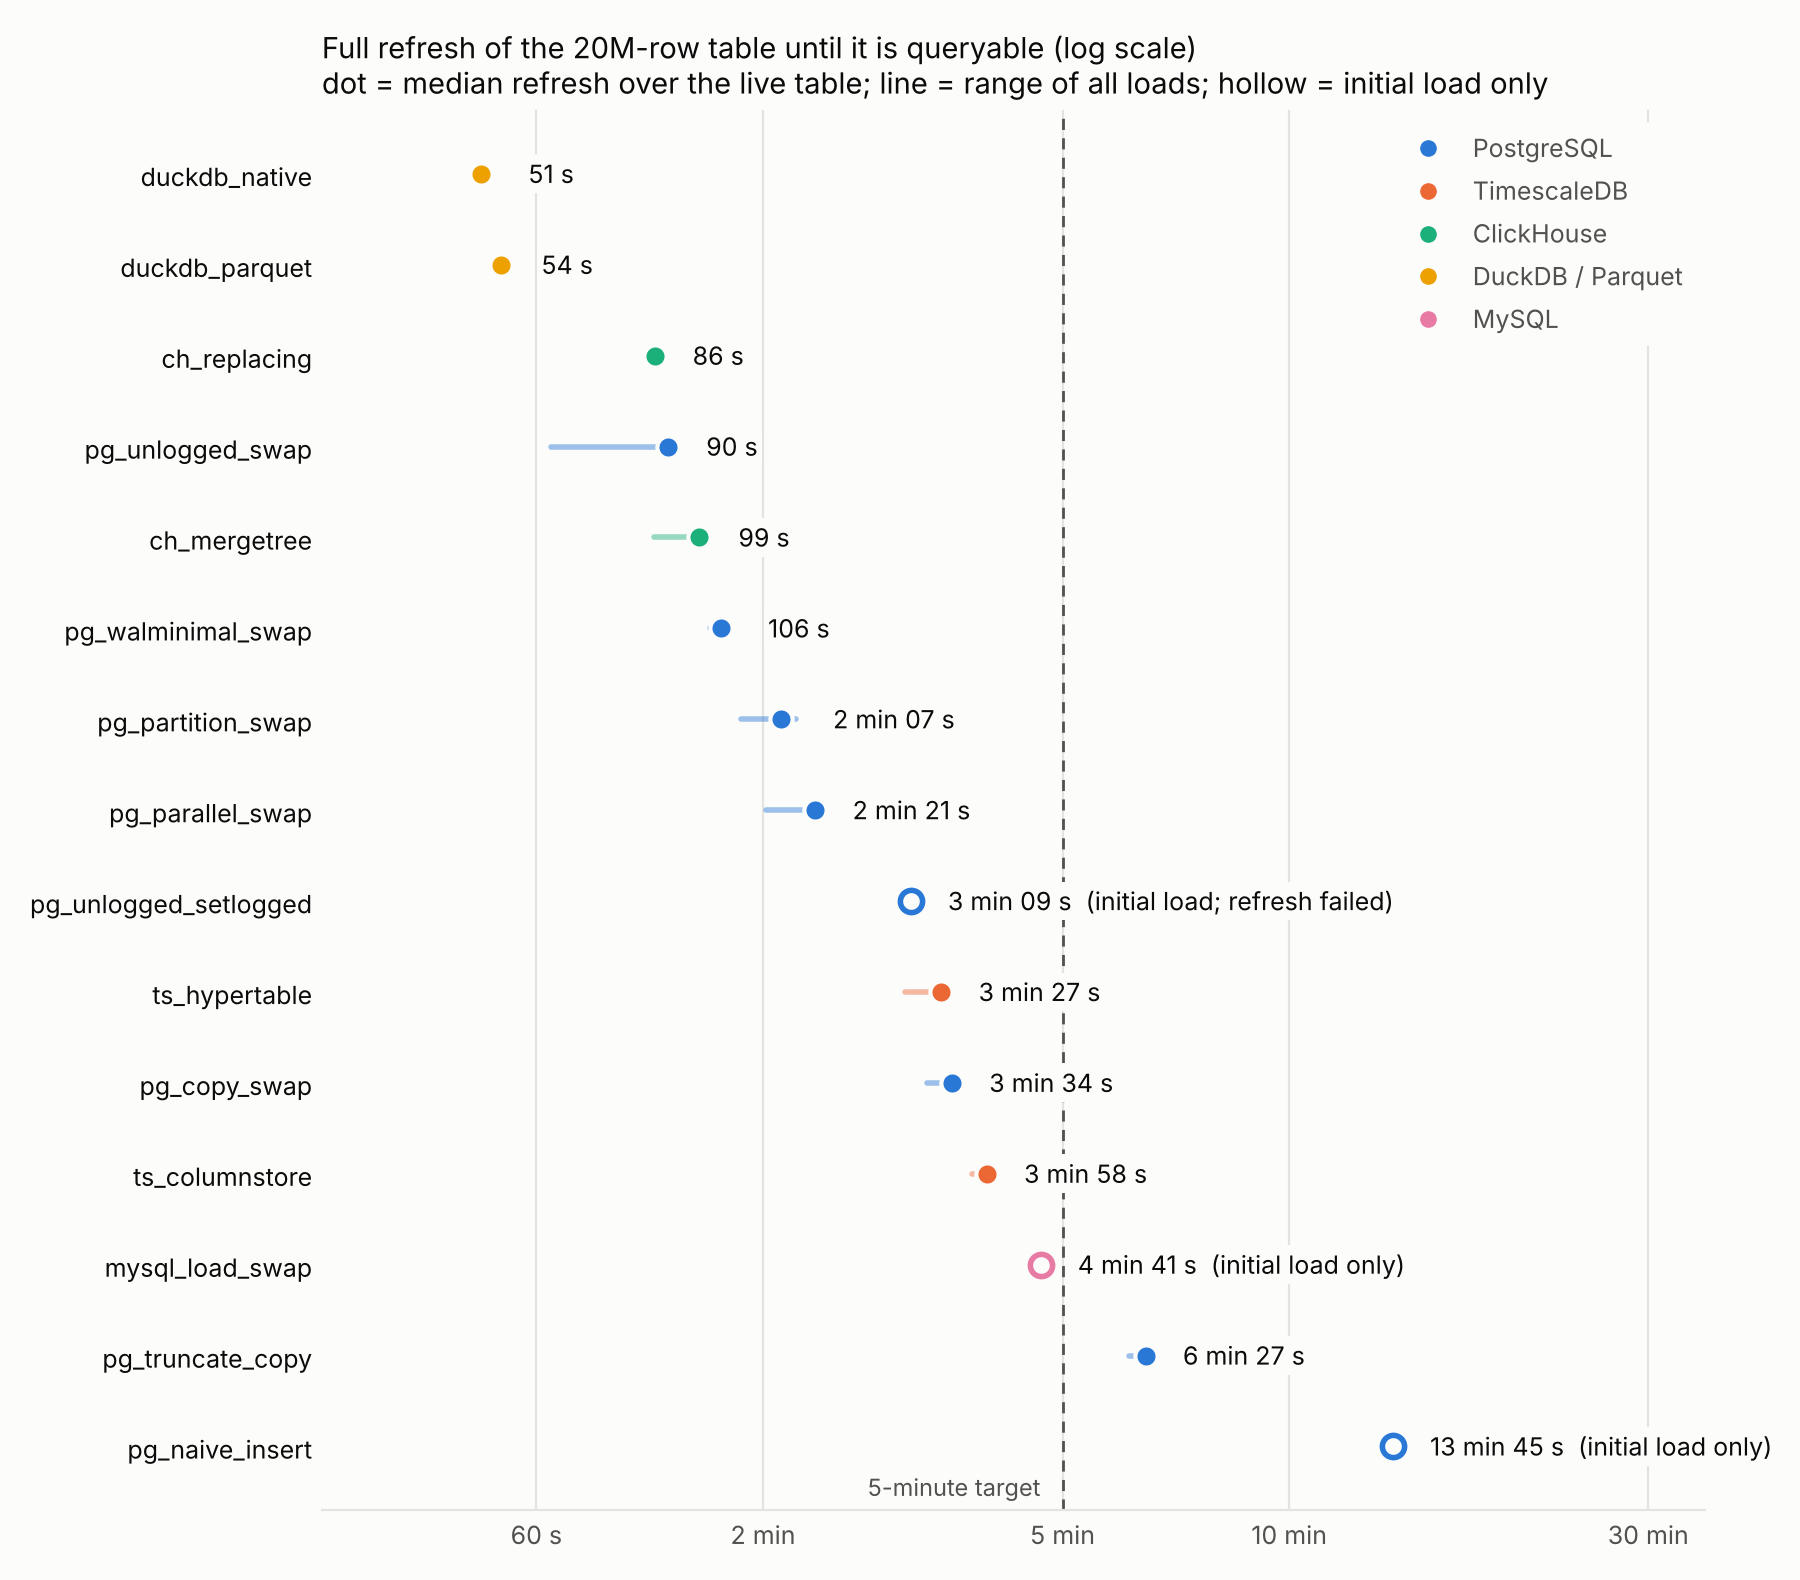 Full refresh of the 20M-row table until it is queryable (log scale)
dot = median refresh over the live table; line = range of all loads; hollow = initial load only
PostgreSQL
TimescaleDB
ClickHouse
DuckDB / Parquet
MySQL
duckdb_native 51 s
duckdb_parquet 54 s
ch_replacing 86 s
pg_unlogged_swap 90 s
ch_mergetree 99 s
pg_walminimal_swap 106 s
pg_partition_swap 2 min 07 s
pg_parallel_swap 2 min 21 s
pg_unlogged_setlogged 3 min 09 s (initial load; refresh failed)
ts_hypertable 3 min 27 s
pg_copy_swap 3 min 34 s
ts_columnstore 3 min 58 s
mysql_load_swap 4 min 41 s (initial load only)
pg_truncate_copy 6 min 27 s
pg_naive_insert 13 min 45 s (initial load only)
5-minute target
60 s 2 min 5 min 10 min 30 min